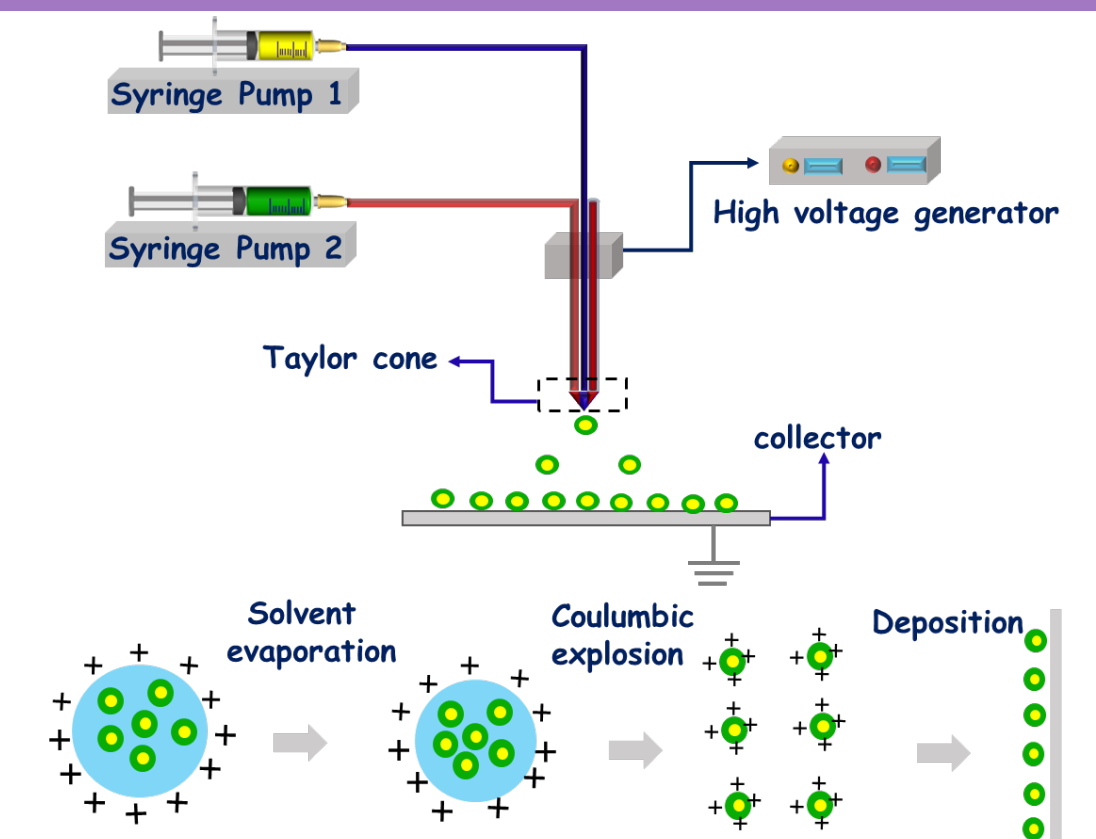 Syringe Pump 1
Syringe Pump 2
High voltage generator
Taylor cone
collector
Solvent
evaporation
Coulumbic
explosion
Deposition